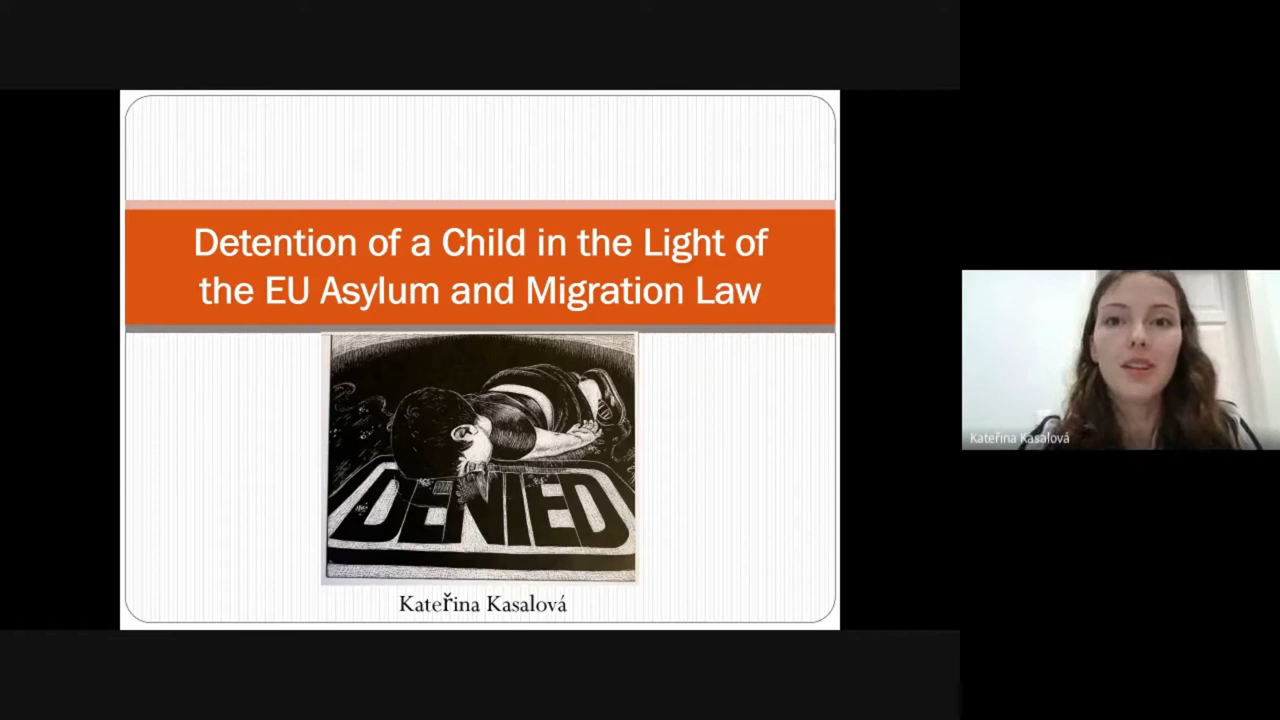 Detention of a Child in the Light of
the EU Asylum and Migration Law
DENIED
Kateřina Kasalová
Kateřina Kasalová